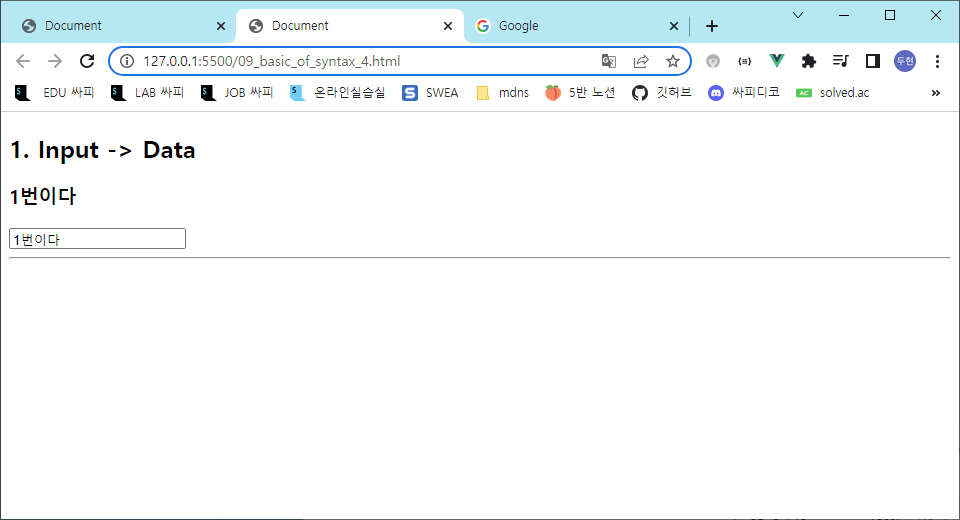 Document
Document
Google
127.0.0.1:5500/09_basic_of_syntax_4.html
두현
EDU 싸피
LAB 싸피
JOB 싸피
온라인실습실
SWEA
mdns
5반 노션
깃허브
싸피디코
AC solved.ac
1. Input -> Data
1번이다
1번이다